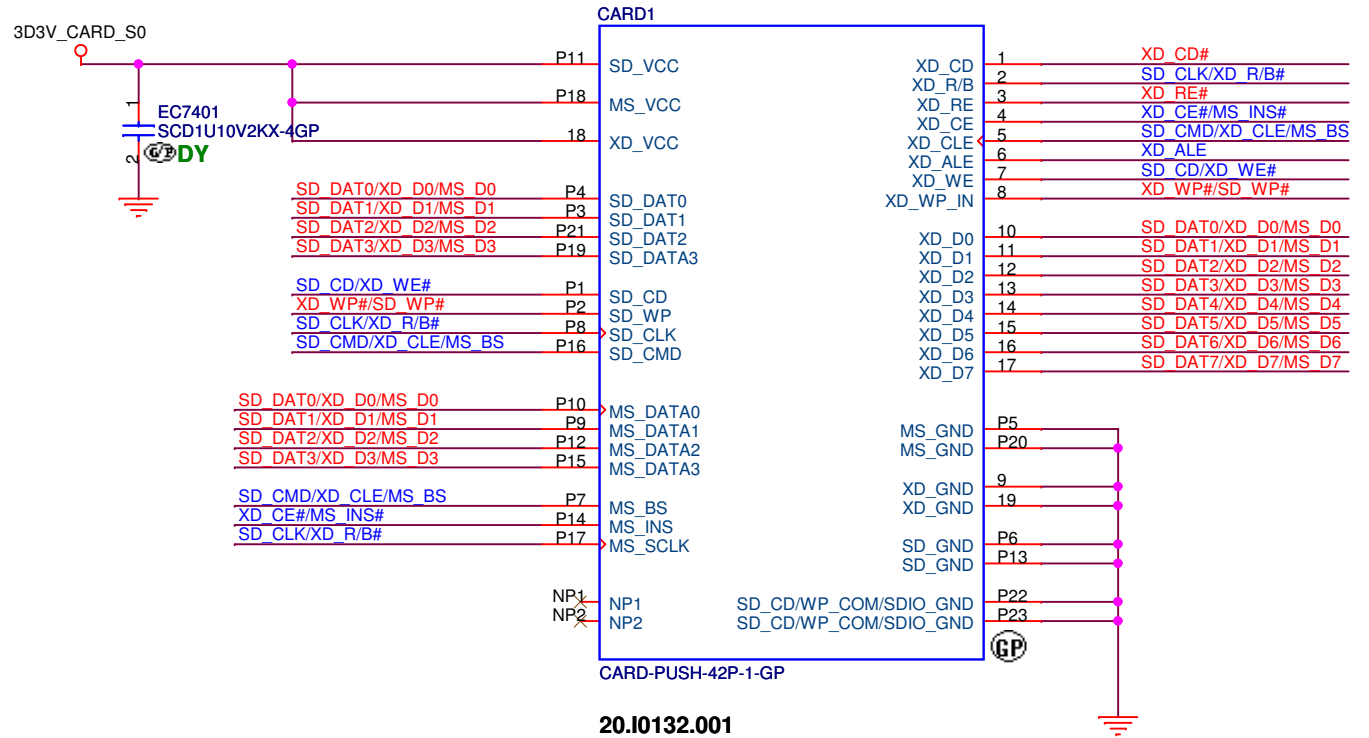 CARD1
3D3V_CARD_S0
P11 SD_VCC
P18 MS_VCC
18 XD_VCC
1
EC7401
SCD1U10V2KX-4GP
2 G/P DY
SD_DAT0/XD_D0/MS_D0 P4 SD_DAT0
SD_DAT1/XD_D1/MS_D1 P3 SD_DAT1
SD_DAT2/XD_D2/MS_D2 P21 SD_DAT2
SD_DAT3/XD_D3/MS_D3 P19 SD_DATA3
SD_CD/XD_WE# P1 SD_CD
XD_WP#/SD_WP# P2 SD_WP
SD_CLK/XD_R/B# P8 SD_CLK
SD_CMD/XD_CLE/MS_BS P16 SD_CMD
SD_DAT0/XD_D0/MS_D0 P10 MS_DATA0
SD_DAT1/XD_D1/MS_D1 P9 MS_DATA1
SD_DAT2/XD_D2/MS_D2 P12 MS_DATA2
SD_DAT3/XD_D3/MS_D3 P15 MS_DATA3
SD_CMD/XD_CLE/MS_BS P7 MS_BS
XD_CE#/MS_INS# P14 MS_INS
SD_CLK/XD_R/B# P17 MS_SCLK
NP1 NP1
NP2 NP2
XD_CD 1 XD_CD#
XD_R/B 2 SD_CLK/XD_R/B#
XD_RE 3 XD_RE#
XD_CE 4 XD_CE#/MS_INS#
XD_CLE 5 SD_CMD/XD_CLE/MS_BS
XD_ALE 6 XD_ALE
XD_WE 7 SD_CD/XD_WE#
XD_WP_IN 8 XD_WP#/SD_WP#
XD_D0 10 SD_DAT0/XD_D0/MS_D0
XD_D1 11 SD_DAT1/XD_D1/MS_D1
XD_D2 12 SD_DAT2/XD_D2/MS_D2
XD_D3 13 SD_DAT3/XD_D3/MS_D3
XD_D4 14 SD_DAT4/XD_D4/MS_D4
XD_D5 15 SD_DAT5/XD_D5/MS_D5
XD_D6 16 SD_DAT6/XD_D6/MS_D6
XD_D7 17 SD_DAT7/XD_D7/MS_D7
MS_GND P5
MS_GND P20
XD_GND 9
XD_GND 19
SD_GND P6
SD_GND P13
SD_CD/WP_COM/SDIO_GND P22
SD_CD/WP_COM/SDIO_GND P23
GP
CARD-PUSH-42P-1-GP
20.I0132.001